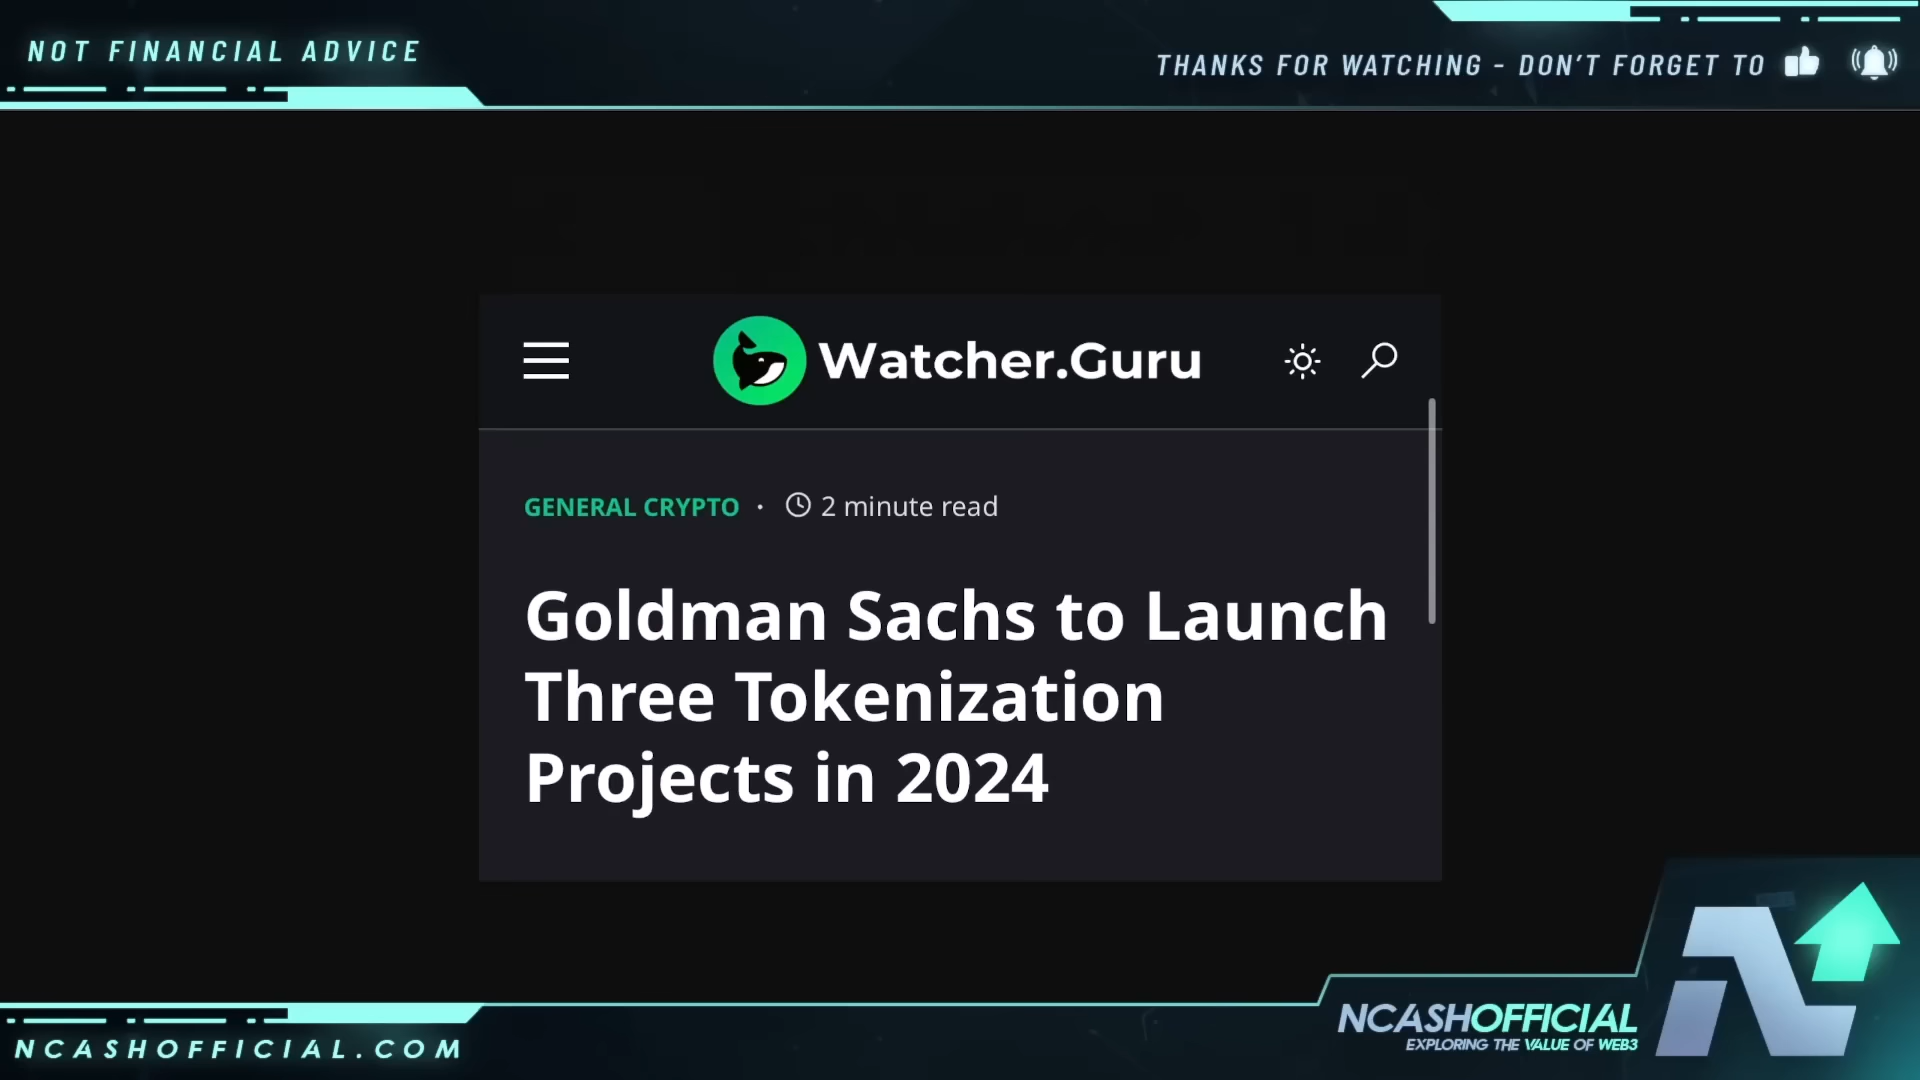 NOT FINANCIAL ADVICE
THANKS FOR WATCHING - DON'T FORGET TO
Watcher.Guru
GENERAL CRYPTO · 2 minute read
Goldman Sachs to Launch
Three Tokenization
Projects in 2024
NCASHOFFICIAL.COM
NCASHOFFICIAL
EXPLORING THE VALUE OF WEB3